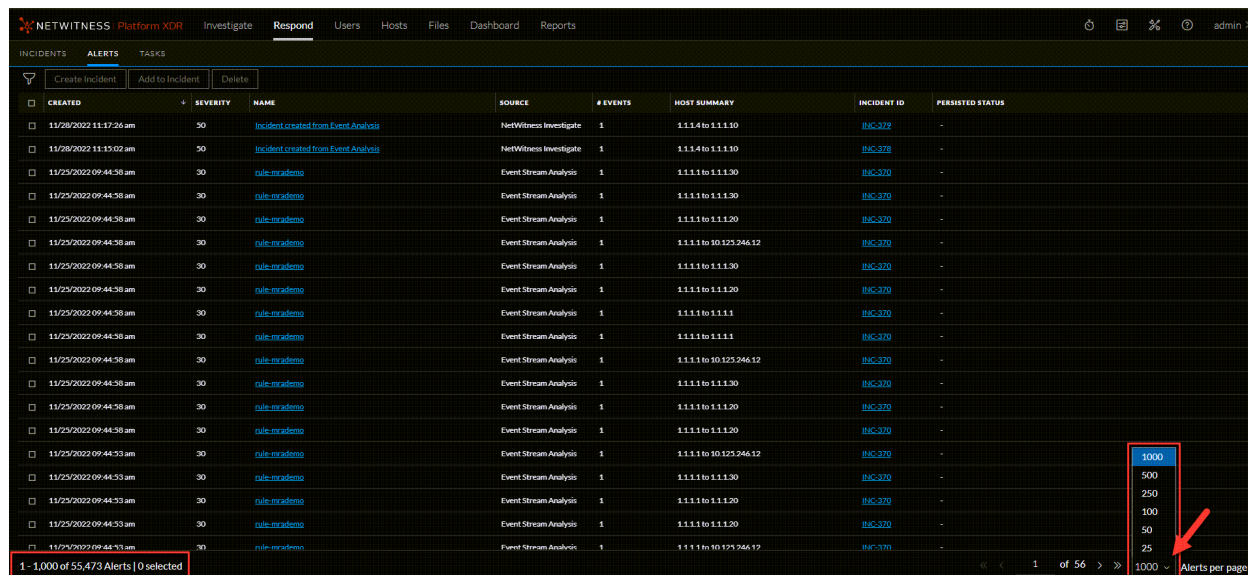 NETWITNESS Platform XDR Investigate Respond Users Hosts Files Dashboard Reports admin
INCIDENTS ALERTS TASKS
Create Incident Add to Incident Delete
CREATED SEVERITY NAME SOURCE # EVENTS HOST SUMMARY INCIDENT ID PERSISTED STATUS
11/28/2022 11:17:26 am 50 Incident created from Event Analysis NetWitness Investigate 1 1.1.1.4 to 1.1.1.10 INC-379 -
11/28/2022 11:15:02 am 50 Incident created from Event Analysis NetWitness Investigate 1 1.1.1.4 to 1.1.1.10 INC-378 -
11/25/2022 09:44:58 am 30 rule-mrademo Event Stream Analysis 1 1.1.1.1 to 1.1.1.30 INC-370 -
11/25/2022 09:44:58 am 30 rule-mrademo Event Stream Analysis 1 1.1.1.1 to 1.1.1.30 INC-370 -
11/25/2022 09:44:58 am 30 rule-mrademo Event Stream Analysis 1 1.1.1.1 to 1.1.1.20 INC-370 -
11/25/2022 09:44:58 am 30 rule-mrademo Event Stream Analysis 1 1.1.1.1 to 10.125.246.12 INC-370 -
11/25/2022 09:44:58 am 30 rule-mrademo Event Stream Analysis 1 1.1.1.1 to 1.1.1.30 INC-370 -
11/25/2022 09:44:58 am 30 rule-mrademo Event Stream Analysis 1 1.1.1.1 to 1.1.1.20 INC-370 -
11/25/2022 09:44:58 am 30 rule-mrademo Event Stream Analysis 1 1.1.1.1 to 1.1.1.1 INC-370 -
11/25/2022 09:44:58 am 30 rule-mrademo Event Stream Analysis 1 1.1.1.1 to 1.1.1.1 INC-370 -
11/25/2022 09:44:58 am 30 rule-mrademo Event Stream Analysis 1 1.1.1.1 to 10.125.246.12 INC-370 -
11/25/2022 09:44:58 am 30 rule-mrademo Event Stream Analysis 1 1.1.1.1 to 1.1.1.30 INC-370 -
11/25/2022 09:44:58 am 30 rule-mrademo Event Stream Analysis 1 1.1.1.1 to 1.1.1.20 INC-370 -
11/25/2022 09:44:58 am 30 rule-mrademo Event Stream Analysis 1 1.1.1.1 to 1.1.1.20 INC-370 -
11/25/2022 09:44:53 am 30 rule-mrademo Event Stream Analysis 1 1.1.1.1 to 10.125.246.12 INC-370 -
11/25/2022 09:44:53 am 30 rule-mrademo Event Stream Analysis 1 1.1.1.1 to 1.1.1.30 INC-370 -
11/25/2022 09:44:53 am 30 rule-mrademo Event Stream Analysis 1 1.1.1.1 to 1.1.1.20 INC-370 -
11/25/2022 09:44:53 am 30 rule-mrademo Event Stream Analysis 1 1.1.1.1 to 1.1.1.20 INC-370 -
11/25/2022 09:44:53 am 30 rule-mrademo Event Stream Analysis 1 1.1.1.1 to 10.125.246.12 INC-370 -
1000
500
250
100
50
25
1 - 1,000 of 55,473 Alerts | 0 selected « ‹ 1 of 56 › » 1000 Alerts per page